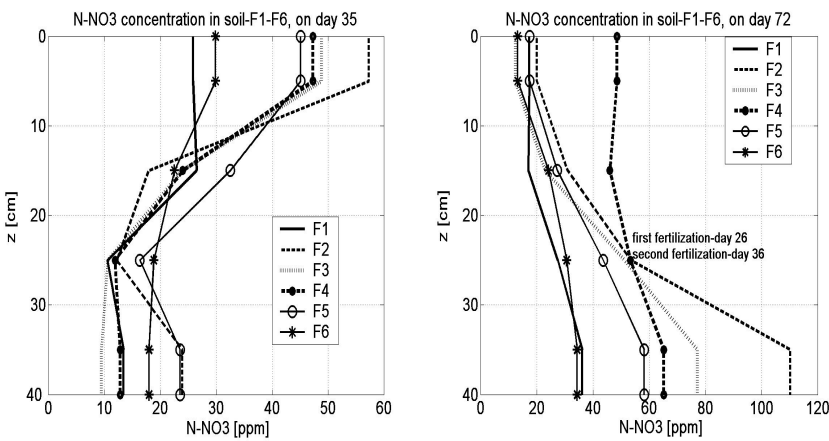 N-NO3 concentration in soil-F1-F6, on day 35
0
10
20
30
40
z [cm]
0 10 20 30 40 50 60
N-NO3 [ppm]
F1
F2
F3
F4
F5
F6
N-NO3 concentration in soil-F1-F6, on day 72
0
10
20
30
40
z [cm]
0 20 40 60 80 100 120
N-NO3 [ppm]
F1
F2
F3
F4
F5
F6
first fertilization-day 26
second fertilization-day 36